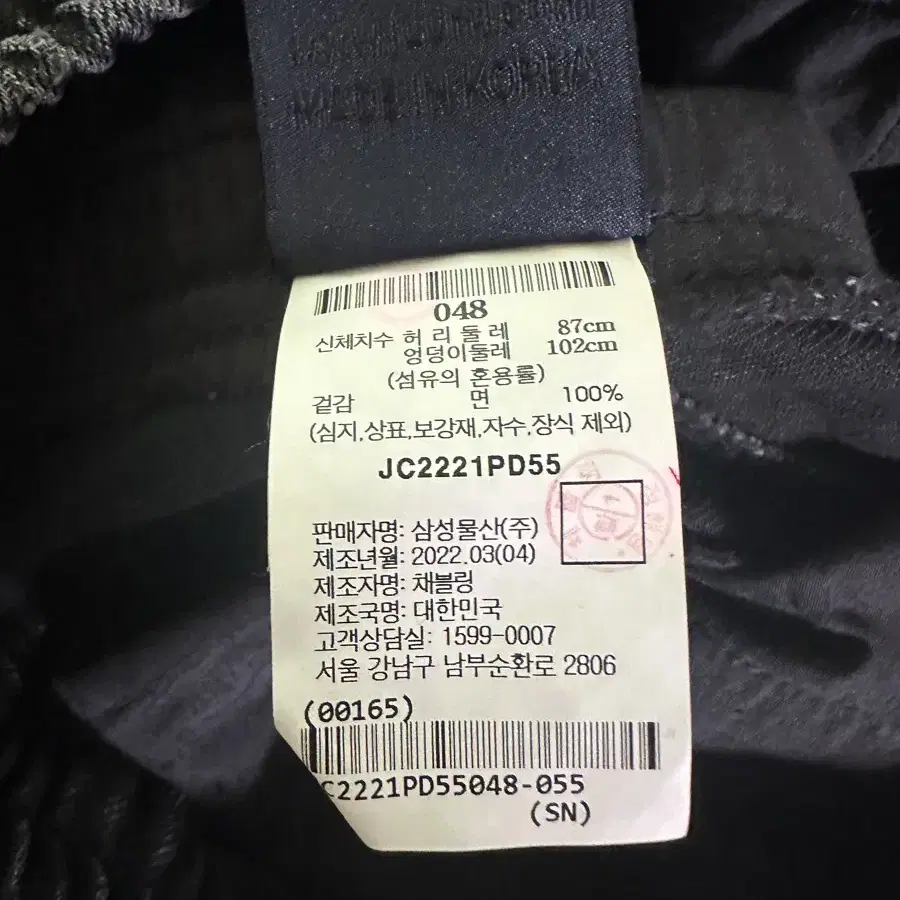 MADE IN KOREA
048
신체치수 허 리 둘 레 87cm
엉덩이둘레 102cm
(섬유의 혼용률)
겉감 면 100%
(심지,상표,보강재,자수,장식 제외)
JC2221PD55
판매자명: 삼성물산(주)
제조년월: 2022.03(04)
제조자명: 채블링
제조국명: 대한민국
고객상담실: 1599-0007
서울 강남구 남부순환로 2806
(00165)
C2221PD55048-055
(SN)